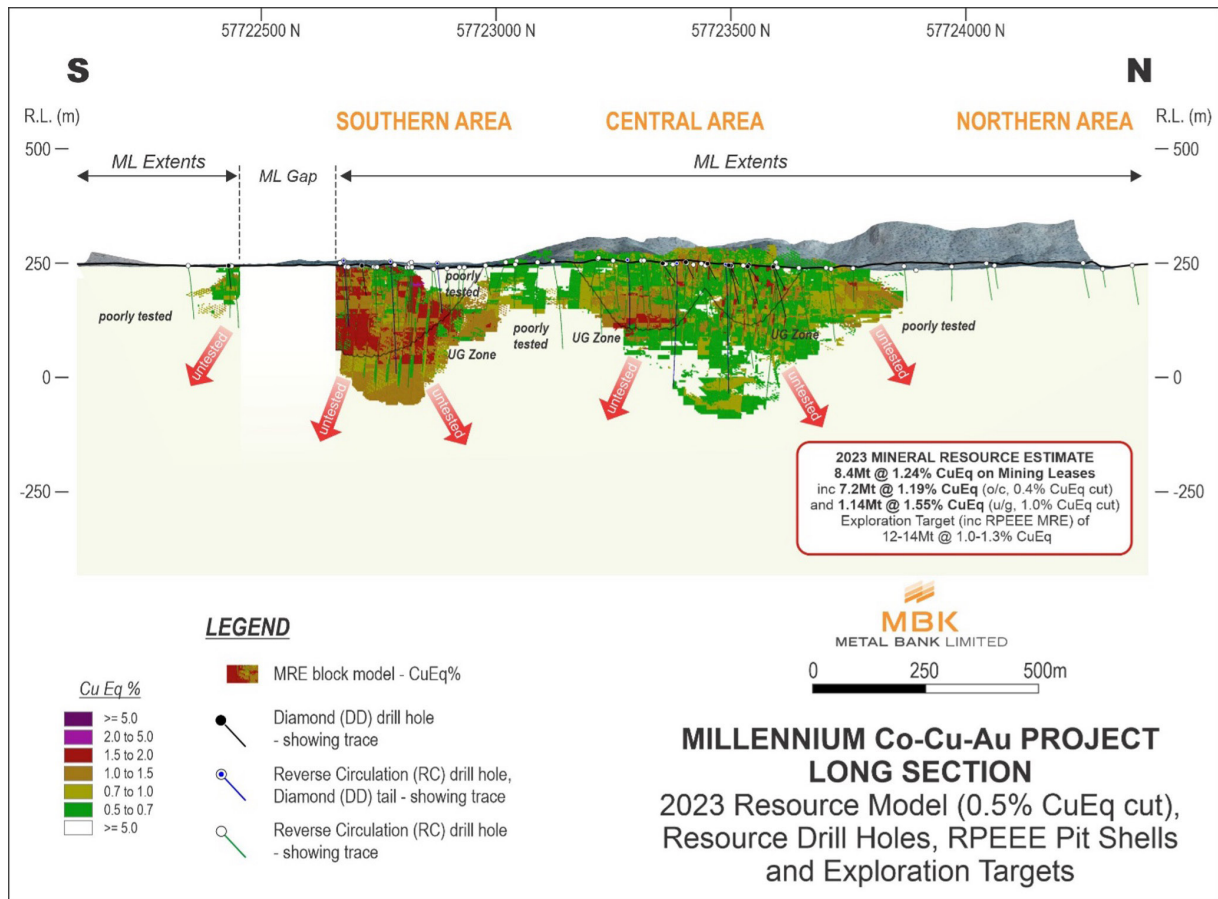 57722500 N
57723000 N
57723500 N
57724000 N
S
N
R.L. (m)
SOUTHERN AREA
CENTRAL AREA
NORTHERN AREA
R.L. (m)
500
500
ML Extents
ML Gap
ML Extents
250
250
poorly
tested
poorly tested
poorly
tested
poorly tested
UG Zone
UG Zone
UG Zone
untested
untested
untested
untested
untested
untested
0
0
-250
-250
2023 MINERAL RESOURCE ESTIMATE
8.4Mt @ 1.24% CuEq on Mining Leases
inc 7.2Mt @ 1.19% CuEq (o/c, 0.4% CuEq cut)
and 1.14Mt @ 1.55% CuEq (u/g, 1.0% CuEq cut)
Exploration Target (inc RPEEE MRE) of
12-14Mt @ 1.0-1.3% CuEq
MBK
METAL BANK LIMITED
0 250 500m
LEGEND
MRE block model - CuEq%
Diamond (DD) drill hole
- showing trace
Reverse Circulation (RC) drill hole,
Diamond (DD) tail - showing trace
Reverse Circulation (RC) drill hole
- showing trace
Cu Eq %
>= 5.0
2.0 to 5.0
1.5 to 2.0
1.0 to 1.5
0.7 to 1.0
0.5 to 0.7
>= 5.0
MILLENNIUM Co-Cu-Au PROJECT
LONG SECTION
2023 Resource Model (0.5% CuEq cut),
Resource Drill Holes, RPEEE Pit Shells
and Exploration Targets